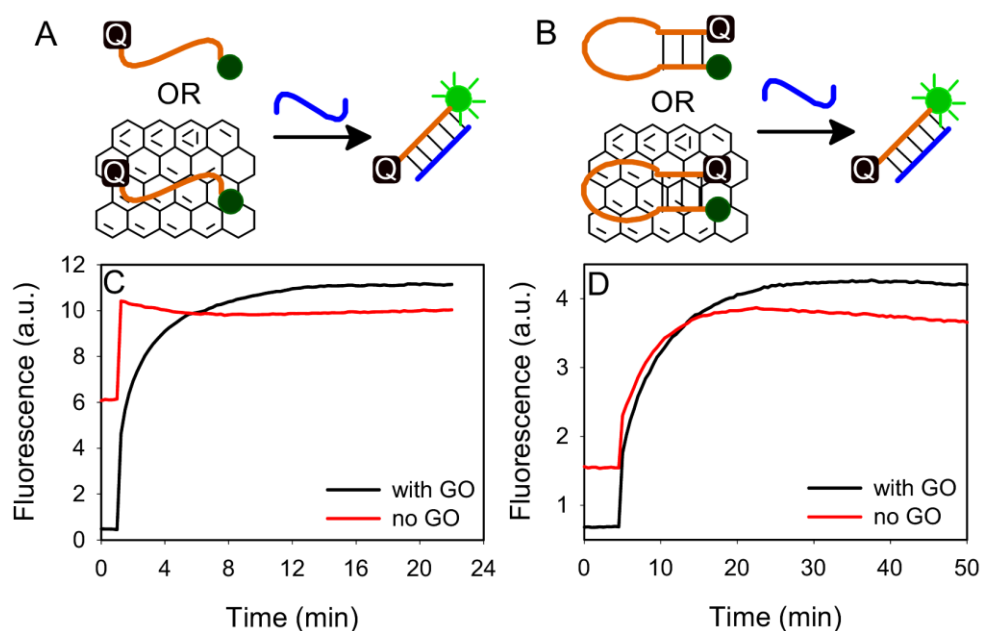 A
Q
OR
Q
Q
B
Q
OR
Q
Q
C
12
10
8
6
4
2
0
Fluorescence (a.u.)
with GO
no GO
0 4 8 12 16 20 24
Time (min)
D
4
3
2
1
Fluorescence (a.u.)
with GO
no GO
0 10 20 30 40 50
Time (min)